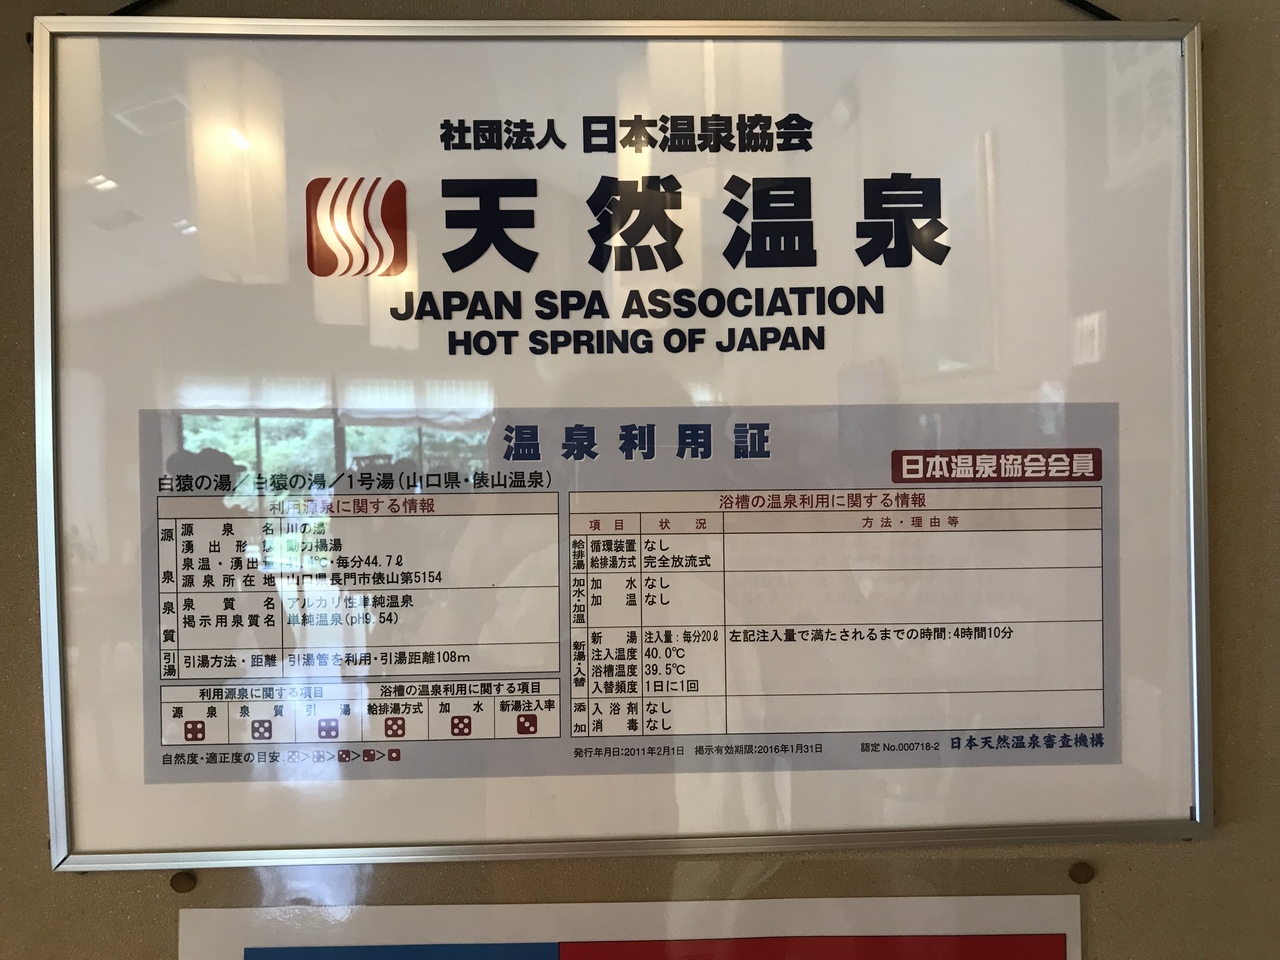 社団法人 日本温泉協会
天然温泉
JAPAN SPA ASSOCIATION
HOT SPRING OF JAPAN
温泉利用証
日本温泉協会会員
白猿の湯/白猿の湯/1号湯(山口県・俵山温泉)
利用源泉に関する情報
源泉
源泉名 川の湯
湧出形態 動力揚湯
泉温・湧出量 ℃・毎分44.7ℓ
源泉所在地 山口県長門市俵山第5154
泉質
泉質名 アルカリ性単純温泉
掲示用泉質名 単純温泉(pH9.54)
引湯
引湯方法・距離 引湯管を利用・引湯距離108m
利用源泉に関する項目 浴槽の温泉利用に関する項目
源泉 泉質 引湯 給排湯方式 加水 新湯注入率
自然度・適正度の目安:
浴槽の温泉利用に関する情報
項目 状況 方法・理由等
給排湯
循環装置 なし
給排湯方式 完全放流式
加水・加温
加水 なし
加温 なし
新湯・入替
新湯 注入量:毎分20ℓ 左記注入量で満たされるまでの時間:4時間10分
注入温度 40.0℃
浴槽温度 39.5℃
入替頻度 1日に1回
添加
入浴剤 なし
消毒 なし
発行年月日:2011年2月1日 掲示有効期限:2016年1月31日 認定 No.000718-2 日本天然温泉審査機構